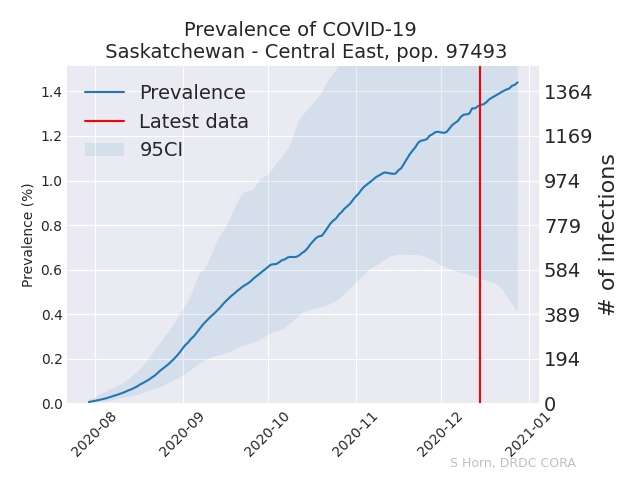 Prevalence of COVID-19
Saskatchewan - Central East, pop. 97493
Prevalence
Latest data
95CI
Prevalence (%)
1.4
1.2
1.0
0.8
0.6
0.4
0.2
0.0
1364
1169
974
779
584
389
194
0
# of infections
2020-08
2020-09
2020-10
2020-11
2020-12
2021-01
S Horn, DRDC CORA